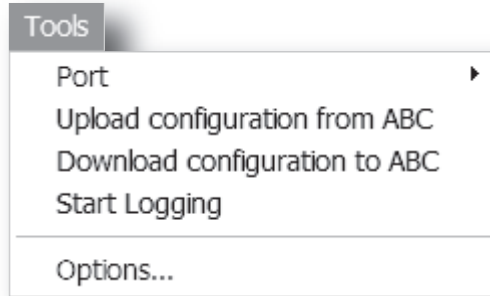 Tools
Port
Upload configuration from ABC
Download configuration to ABC
Start Logging
Options...